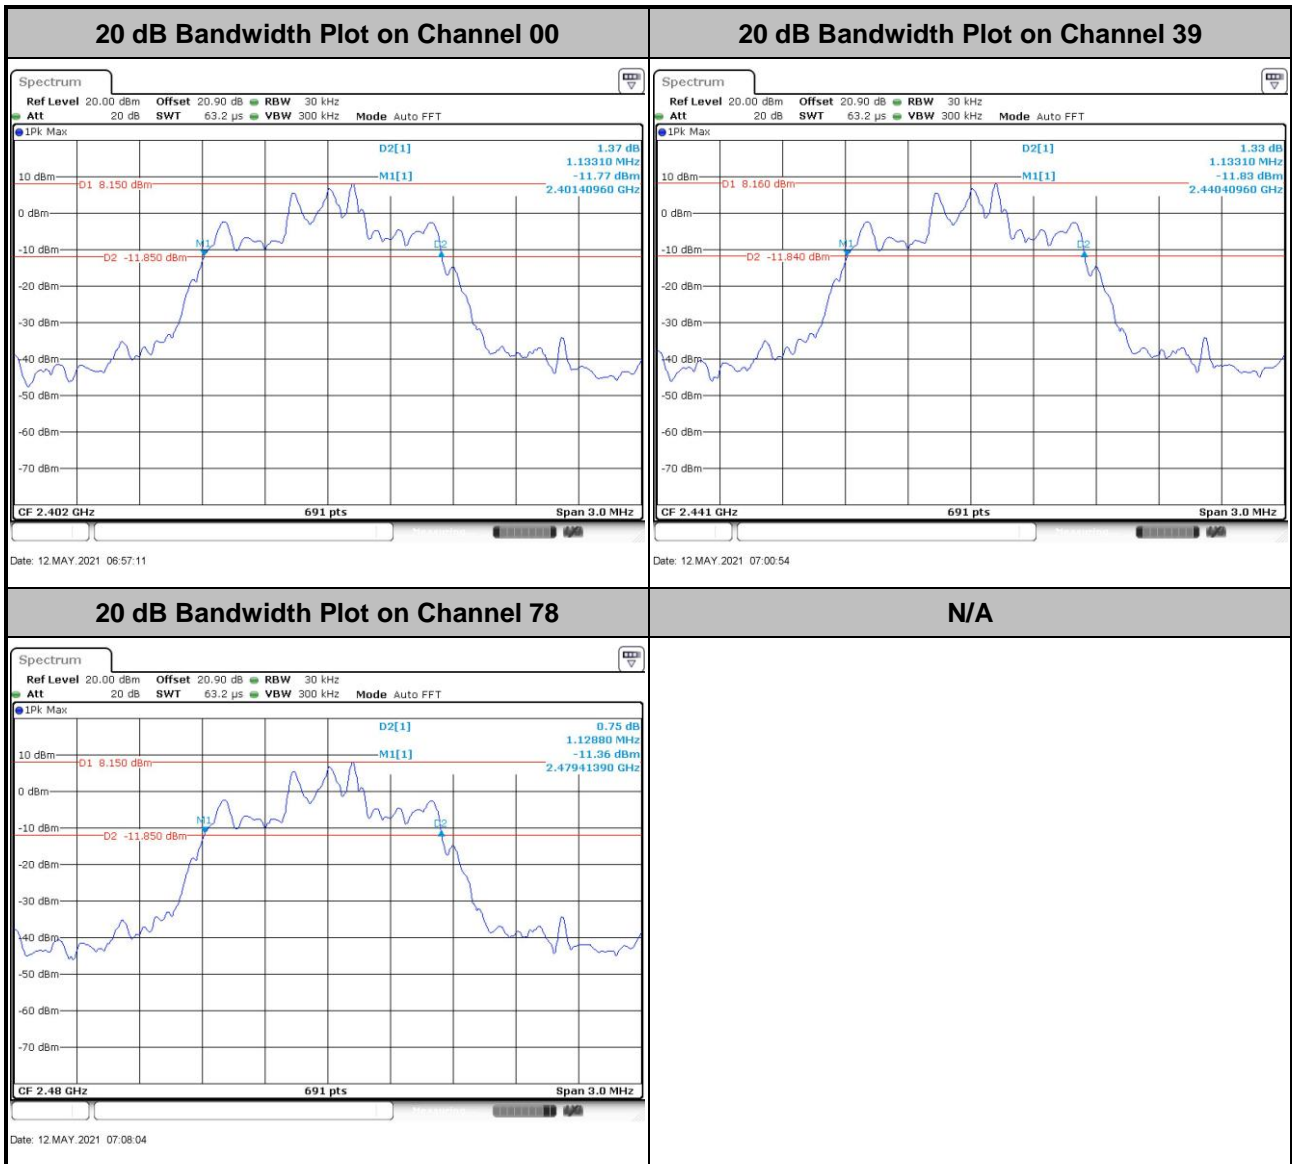 20 dB Bandwidth Plot on Channel 00
20 dB Bandwidth Plot on Channel 39
Spectrum
Ref Level 20.00 dBm Offset 20.90 dB RBW 30 kHz
Att 20 dB SWT 63.2 µs VBW 300 kHz Mode Auto FFT
1Pk Max
D2[1] 1.37 dB
1.13310 MHz
10 dBm
M1[1] -11.77 dBm
D1 8.150 dBm
2.40140960 GHz
0 dBm
M1
D2
-10 dBm
D2 -11.850 dBm
-20 dBm
-30 dBm
-40 dBm
-50 dBm
-60 dBm
-70 dBm
CF 2.402 GHz 691 pts Span 3.0 MHz
Date: 12.MAY.2021 06:57:11
Spectrum
Ref Level 20.00 dBm Offset 20.90 dB RBW 30 kHz
Att 20 dB SWT 63.2 µs VBW 300 kHz Mode Auto FFT
1Pk Max
D2[1] 1.33 dB
1.13310 MHz
10 dBm
M1[1] -11.83 dBm
D1 8.160 dBm
2.44040960 GHz
0 dBm
M1
D2
-10 dBm
D2 -11.840 dBm
-20 dBm
-30 dBm
-40 dBm
-50 dBm
-60 dBm
-70 dBm
CF 2.441 GHz 691 pts Span 3.0 MHz
Date: 12.MAY.2021 07:00:54
20 dB Bandwidth Plot on Channel 78
N/A
Spectrum
Ref Level 20.00 dBm Offset 20.90 dB RBW 30 kHz
Att 20 dB SWT 63.2 µs VBW 300 kHz Mode Auto FFT
1Pk Max
D2[1] 0.75 dB
1.12880 MHz
10 dBm
M1[1] -11.36 dBm
D1 8.150 dBm
2.47941390 GHz
0 dBm
M1
D2
-10 dBm
D2 -11.850 dBm
-20 dBm
-30 dBm
-40 dBm
-50 dBm
-60 dBm
-70 dBm
CF 2.48 GHz 691 pts Span 3.0 MHz
Date: 12.MAY.2021 07:08:04